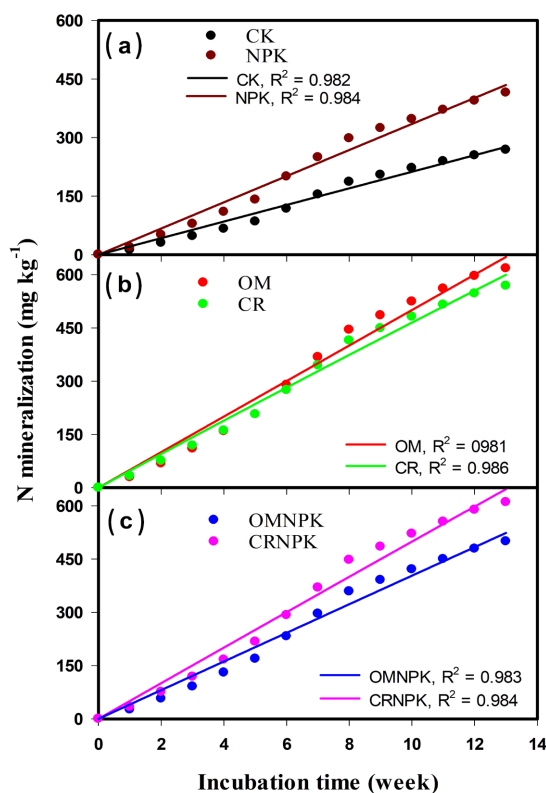 600
(a)
CK
NPK
450
CK, R² = 0.982
NPK, R² = 0.984
300
150
0
600
(b)
OM
CR
450
300
150
OM, R² = 0981
CR, R² = 0.986
0
600
(c)
OMNPK
CRNPK
450
300
150
OMNPK, R² = 0.983
CRNPK, R² = 0.984
0
0 2 4 6 8 10 12 14
Incubation time (week)
N mineralization (mg kg⁻¹)